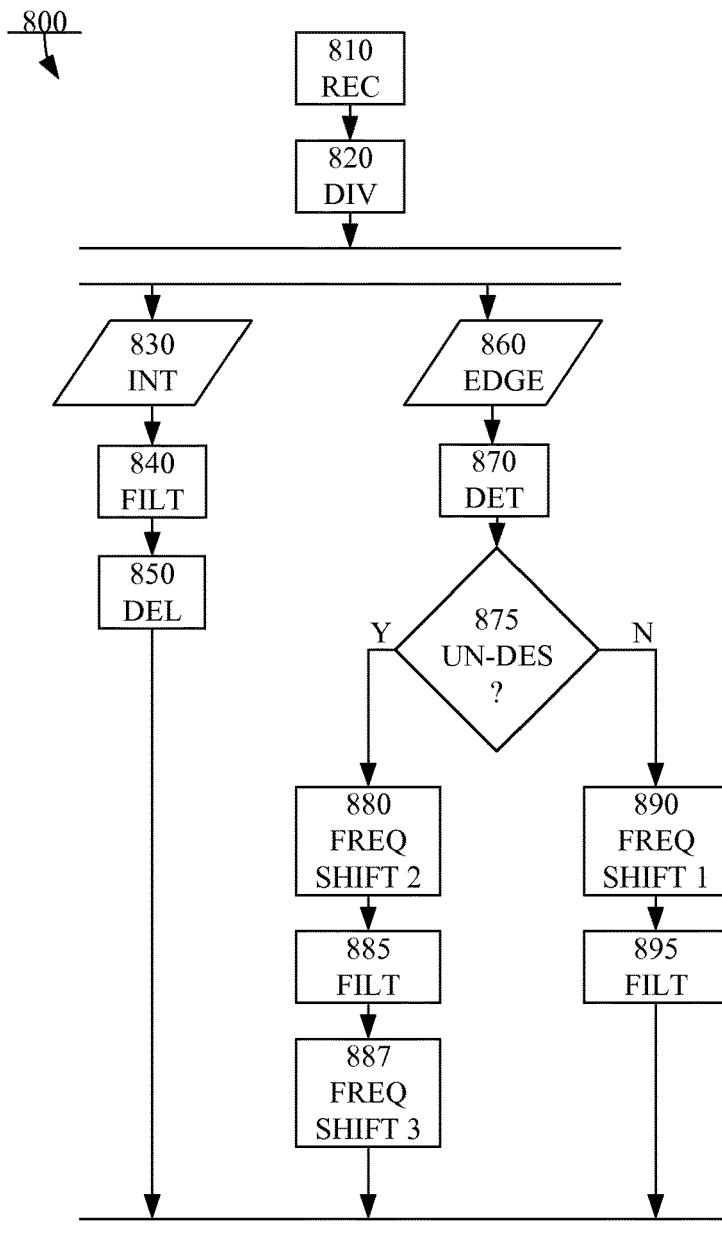 800
810
REC
820
DIV
830
INT
860
EDGE
840
FILT
870
DET
850
DEL
Y
875
UN-DES
?
N
880
FREQ
SHIFT 2
890
FREQ
SHIFT 1
885
FILT
895
FILT
887
FREQ
SHIFT 3